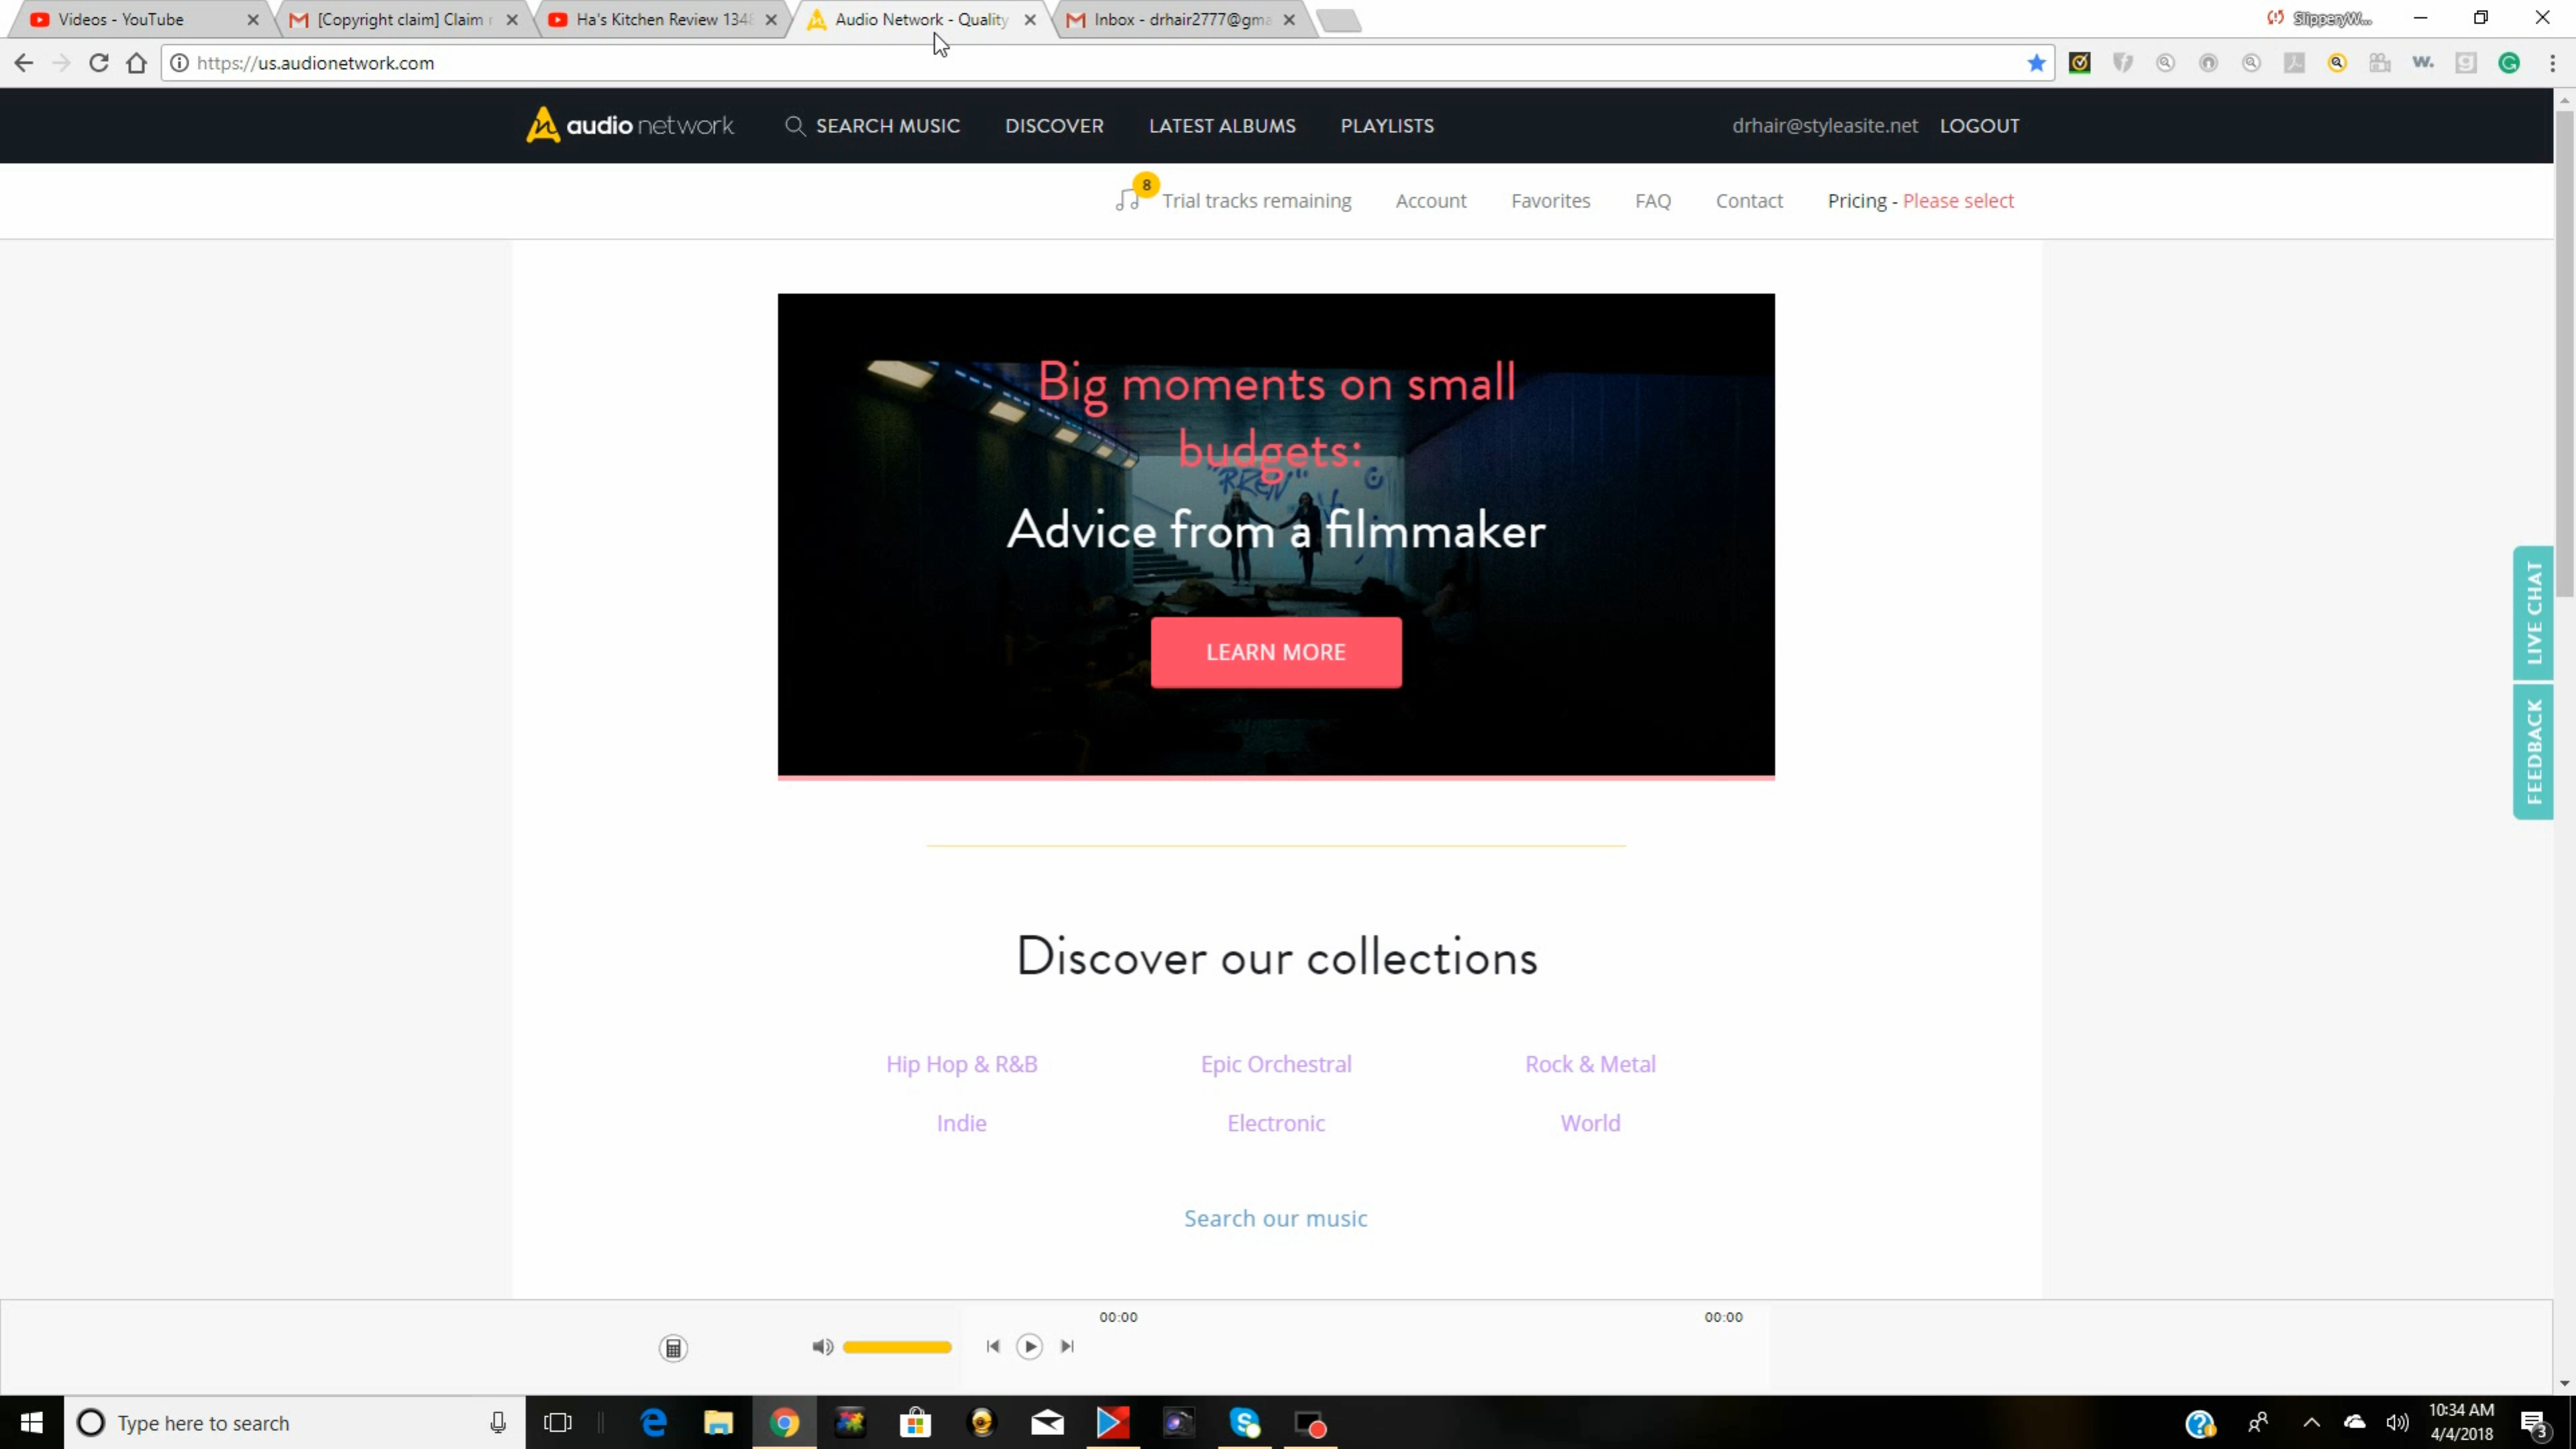 Videos - YouTube
[Copyright claim] Claim r
Ha's Kitchen Review 1348
Audio Network - Quality
Inbox - drhair2777@gma
SlipperyW...
https://us.audionetwork.com
audio network
SEARCH MUSIC
DISCOVER
LATEST ALBUMS
PLAYLISTS
drhair@styleasite.net
LOGOUT
8
Trial tracks remaining
Account
Favorites
FAQ
Contact
Pricing - Please select
Big moments on small
budgets:
Advice from a filmmaker
LEARN MORE
LIVE CHAT
FEEDBACK
Discover our collections
Hip Hop & R&B
Epic Orchestral
Rock & Metal
Indie
Electronic
World
Search our music
00:00
00:00
Type here to search
10:34 AM
4/4/2018
3